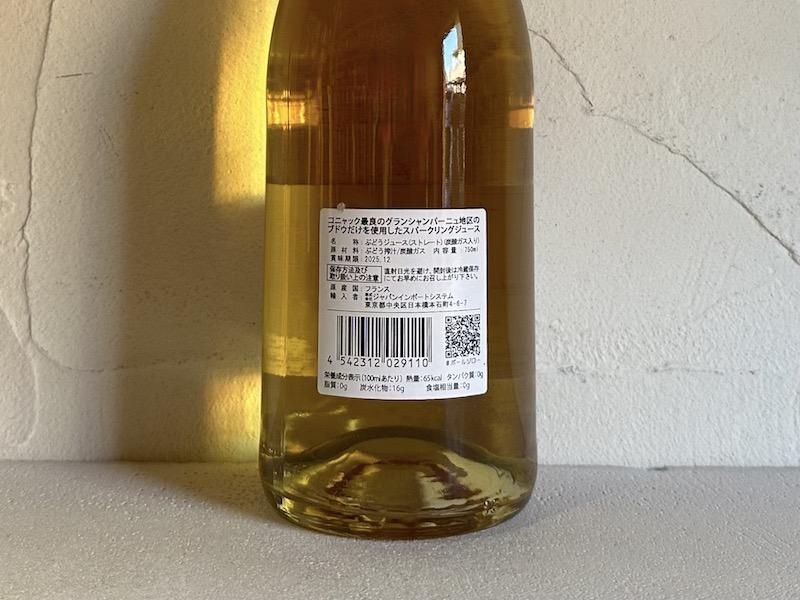 コニャック最良のグランシャンパーニュ地区の
ブドウだけを使用したスパークリングジュース
名 称:ぶどうジュース(ストレート)(炭酸ガス入り)
原 材 料:ぶどう搾汁/炭酸ガス 内 容 量:750ml
賞味期限:2025.12
保存方法及び
取り扱い上の注意
直射日光を避け、開封後は冷蔵保存
にてお早めにお召し上がり下さい。
原 産 国:フランス
輸 入 者:株式会社ジャパンインポートシステム
東京都中央区日本橋本石町4-6-7
4 542312 029110
#ポールジロー
栄養成分表示(100mlあたり) 熱量:65kcal タンパク質:0g
脂質:0g 炭水化物:16g 食塩相当量:0g